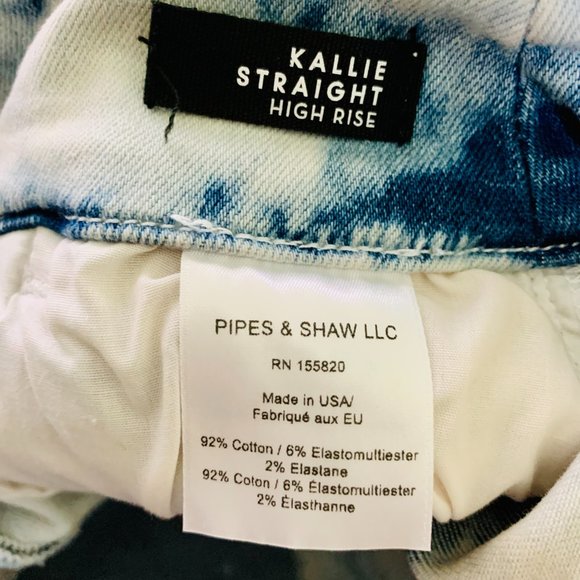 KALLIE
STRAIGHT
HIGH RISE
PIPES & SHAW LLC
RN 155820
Made in USA/
Fabriqué aux EU
92% Cotton / 6% Elastomultiester
2% Elastane
92% Cotton / 6% Élastomultiester
2% Élasthanne